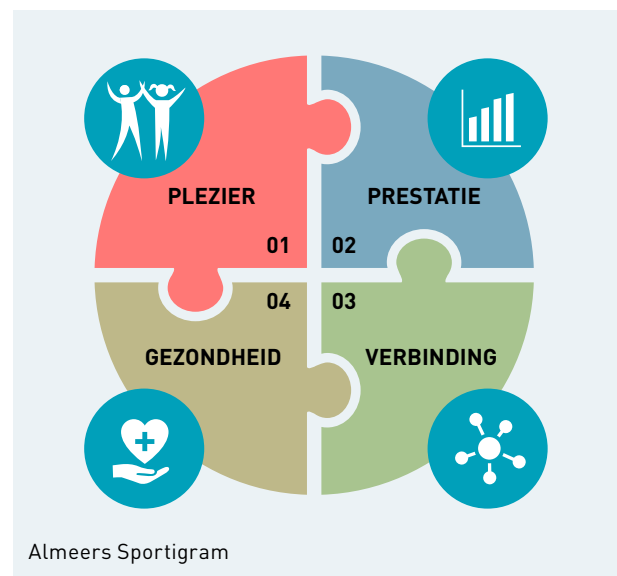 PLEZIER
01
PRESTATIE
02
04
GEZONDHEID
03
VERBINDING
Almeers Sportigram